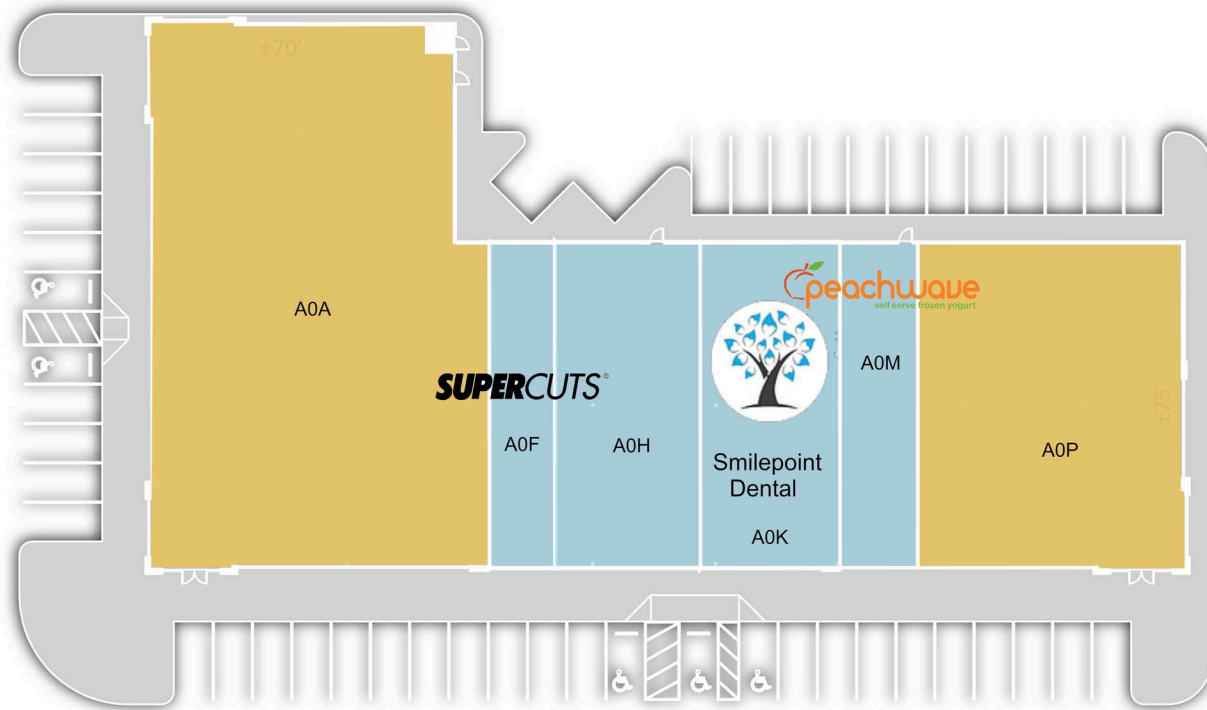 ±70'
A0A
peachwave
self serve frozen yogurt
A0M
SUPERCUTS®
±75'
A0F
A0H
Smilepoint
Dental
A0P
A0K